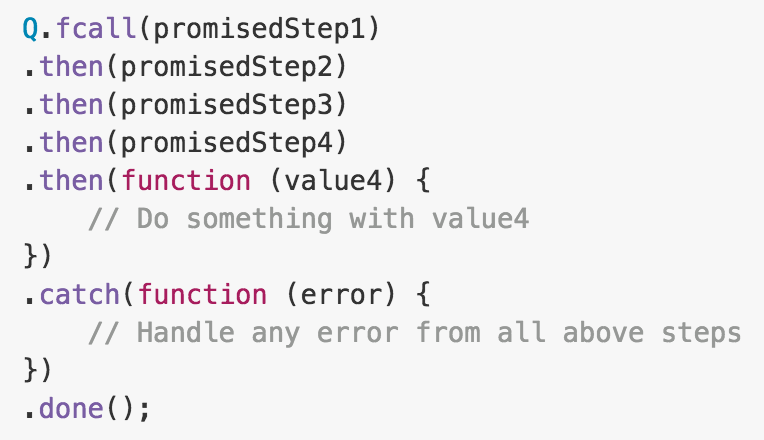 Q.fcall(promisedStep1)
.then(promisedStep2)
.then(promisedStep3)
.then(promisedStep4)
.then(function (value4) {
    // Do something with value4
})
.catch(function (error) {
    // Handle any error from all above steps
})
.done();